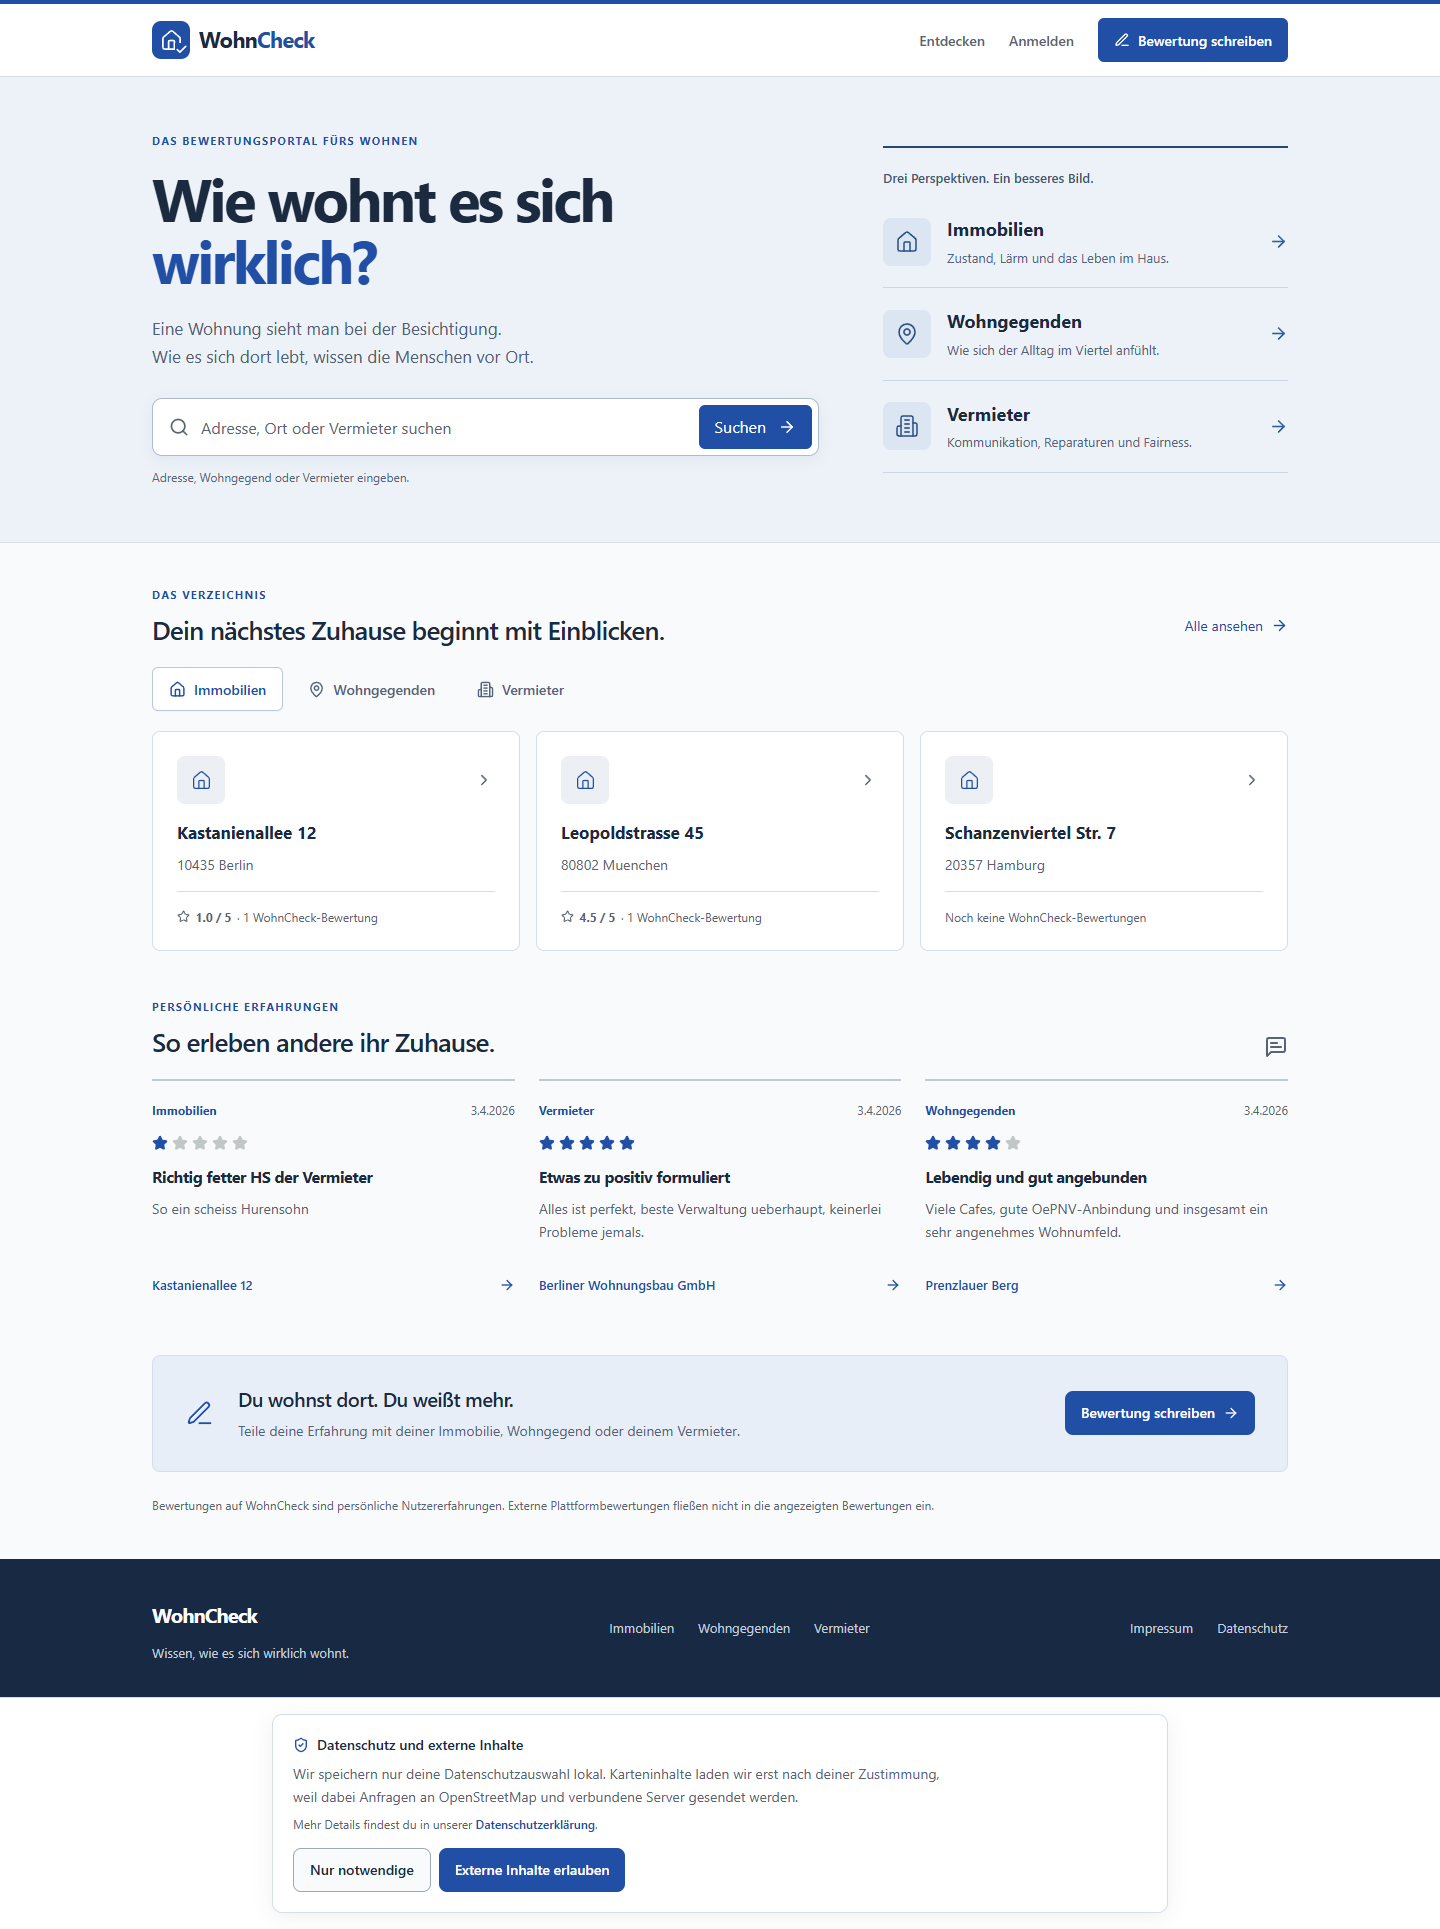 WohnCheck
Entdecken
Anmelden
Bewertung schreiben
DAS BEWERTUNGSPORTAL FÜRS WOHNEN
Wie wohnt es sich
wirklich?
Eine Wohnung sieht man bei der Besichtigung.
Wie es sich dort lebt, wissen die Menschen vor Ort.
Adresse, Ort oder Vermieter suchen
Suchen
Adresse, Wohngegend oder Vermieter eingeben.
Drei Perspektiven. Ein besseres Bild.
Immobilien
Zustand, Lärm und das Leben im Haus.
Wohngegenden
Wie sich der Alltag im Viertel anfühlt.
Vermieter
Kommunikation, Reparaturen und Fairness.
DAS VERZEICHNIS
Dein nächstes Zuhause beginnt mit Einblicken.
Alle ansehen
Immobilien
Wohngegenden
Vermieter
Kastanienallee 12
10435 Berlin
1.0 / 5 · 1 WohnCheck-Bewertung
Leopoldstrasse 45
80802 Muenchen
4.5 / 5 · 1 WohnCheck-Bewertung
Schanzenviertel Str. 7
20357 Hamburg
Noch keine WohnCheck-Bewertungen
PERSÖNLICHE ERFAHRUNGEN
So erleben andere ihr Zuhause.
Immobilien
3.4.2026
Richtig fetter HS der Vermieter
So ein scheiss Hurensohn
Kastanienallee 12
Vermieter
3.4.2026
Etwas zu positiv formuliert
Alles ist perfekt, beste Verwaltung ueberhaupt, keinerlei
Probleme jemals.
Berliner Wohnungsbau GmbH
Wohngegenden
3.4.2026
Lebendig und gut angebunden
Viele Cafes, gute OePNV-Anbindung und insgesamt ein
sehr angenehmes Wohnumfeld.
Prenzlauer Berg
Du wohnst dort. Du weißt mehr.
Teile deine Erfahrung mit deiner Immobilie, Wohngegend oder deinem Vermieter.
Bewertung schreiben
Bewertungen auf WohnCheck sind persönliche Nutzererfahrungen. Externe Plattformbewertungen fließen nicht in die angezeigten Bewertungen ein.
WohnCheck
Wissen, wie es sich wirklich wohnt.
Immobilien
Wohngegenden
Vermieter
Impressum
Datenschutz
Datenschutz und externe Inhalte
Wir speichern nur deine Datenschutzauswahl lokal. Karteninhalte laden wir erst nach deiner Zustimmung,
weil dabei Anfragen an OpenStreetMap und verbundene Server gesendet werden.
Mehr Details findest du in unserer Datenschutzerklärung.
Nur notwendige
Externe Inhalte erlauben